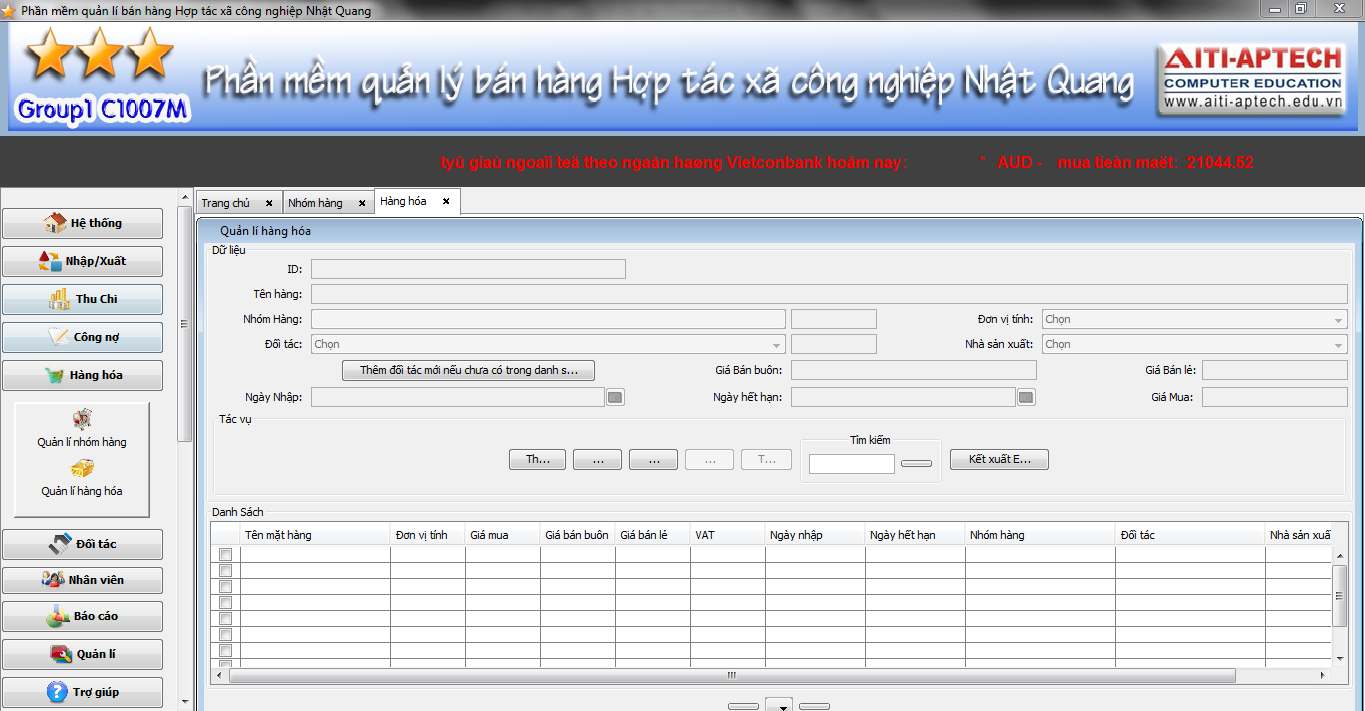 Phần mềm quản lí bán hàng Hợp tác xã công nghiệp Nhật Quang
Group1 C1007M
Phần mềm quản lý bán hàng Hợp tác xã công nghiệp Nhật Quang
AITI-APTECH
COMPUTER EDUCATION
www.aiti-aptech.edu.vn
tyû giaù ngoaïi teä theo ngaân haøng Vietconbank hoâm nay: * AUD - mua tieàn maët: 21044.52
Hệ thống
Nhập/Xuất
Thu Chi
Công nợ
Hàng hóa
Quản lí nhóm hàng
Quản lí hàng hóa
Đối tác
Nhân viên
Báo cáo
Quản lí
Trợ giúp
Trang chủ Nhóm hàng Hàng hóa
Quản lí hàng hóa
Dữ liệu
ID:
Tên hàng:
Nhóm Hàng: Đơn vị tính: Chọn
Đối tác: Chọn Nhà sản xuất: Chọn
Thêm đối tác mới nếu chưa có trong danh s... Giá Bán buôn: Giá Bán lẻ:
Ngày Nhập: Ngày hết hạn: Giá Mua:
Tác vụ
Tìm kiếm
Th... ... ... ... T... Kết xuất E...
Danh Sách
Tên mặt hàng Đơn vị tính Giá mua Giá bán buôn Giá bán lẻ VAT Ngày nhập Ngày hết hạn Nhóm hàng Đối tác Nhà sản xuấ